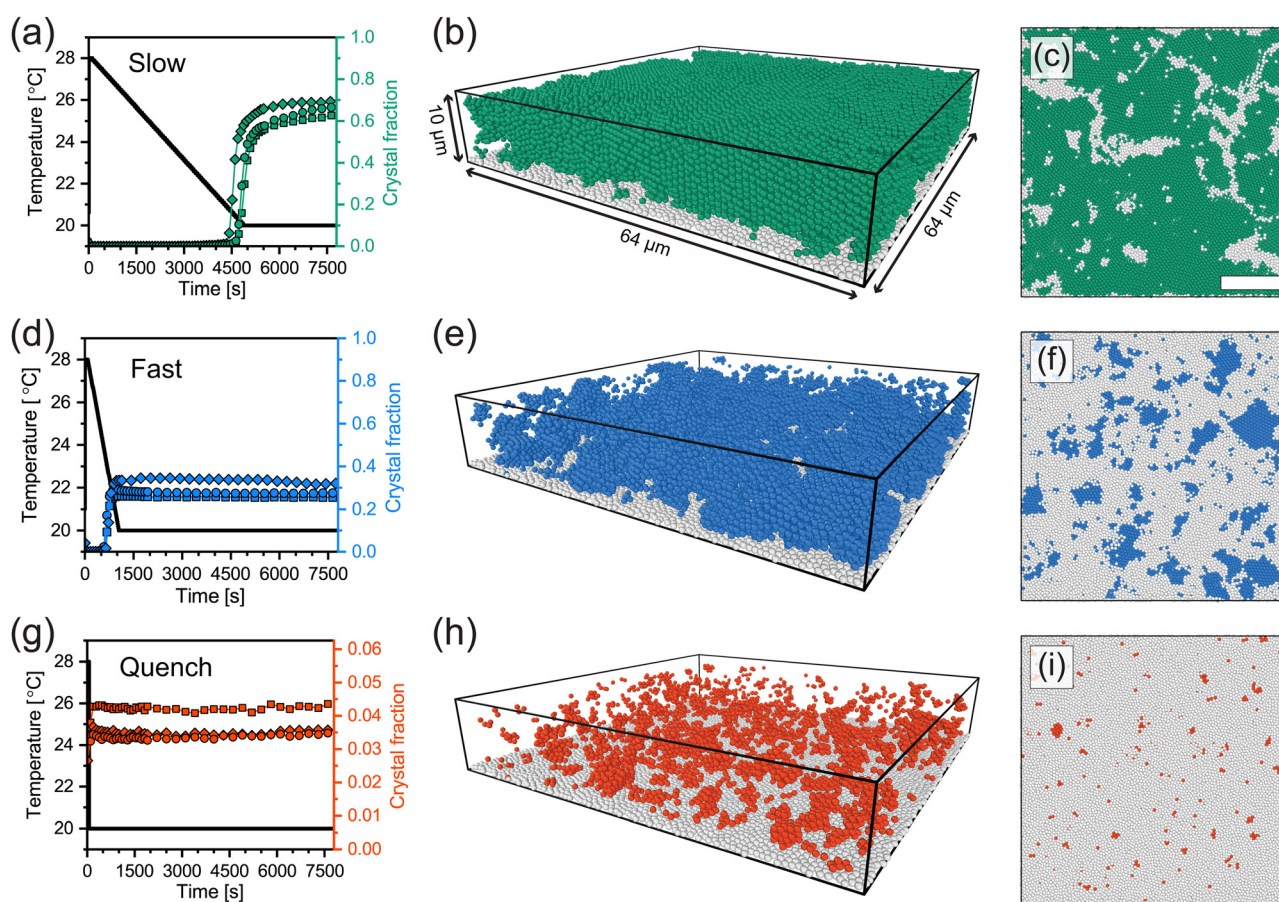 (a)
Slow
Temperature [°C]
28
26
24
22
20
1.0
0.8
0.6
0.4
0.2
0.0
Crystal fraction
0 1500 3000 4500 6000 7500
Time [s]
(b)
10 µm
64 µm
64 µm
(c)
(d)
Fast
Temperature [ °C]
28
26
24
22
20
1.0
0.8
0.6
0.4
0.2
0.0
Crystal fraction
0 1500 3000 4500 6000 7500
Time [s]
(e)
(f)
(g)
Quench
Temperature [°C]
28
26
24
22
20
0.06
0.05
0.04
0.03
0.02
0.01
0.00
Crystal fraction
0 1500 3000 4500 6000 7500
Time [s]
(h)
(i)